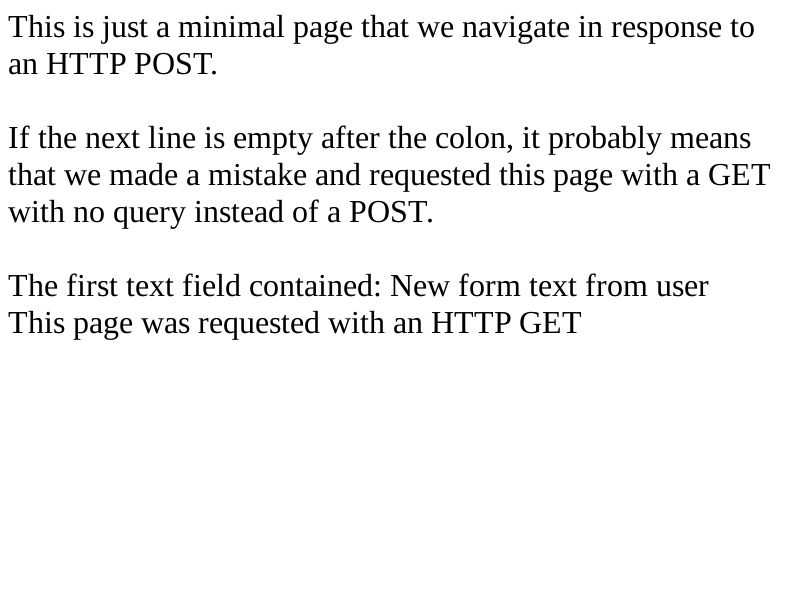 This is just a minimal page that we navigate in response to
an HTTP POST.
If the next line is empty after the colon, it probably means
that we made a mistake and requested this page with a GET
with no query instead of a POST.
The first text field contained: New form text from user
This page was requested with an HTTP GET